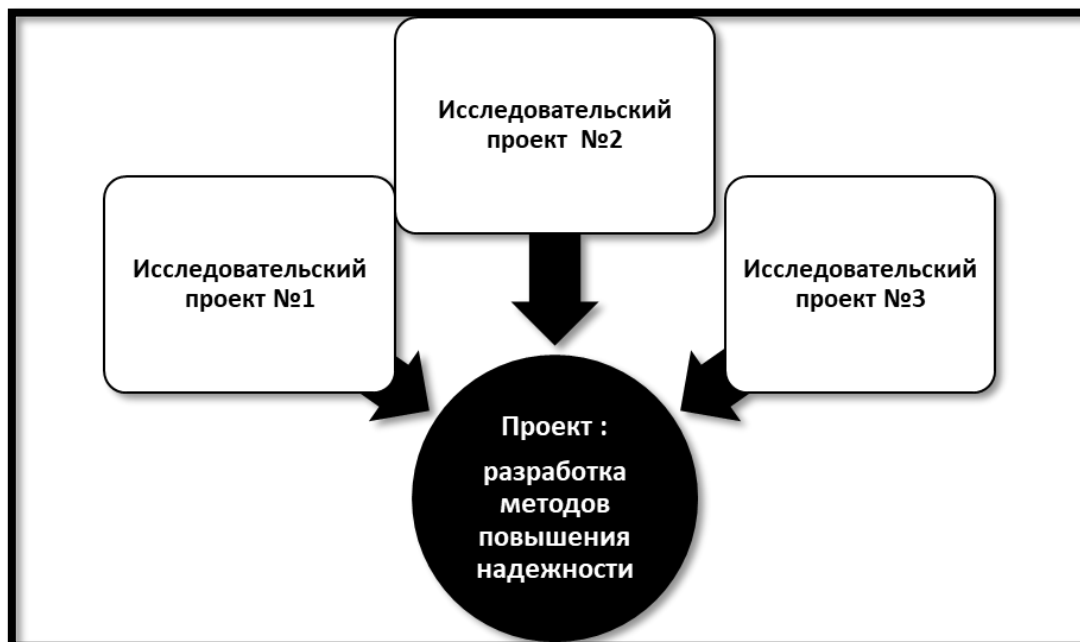 Исследовательский
проект №2
Исследовательский
проект №1
Исследовательский
проект №3
Проект :
разработка
методов
повышения
надежности